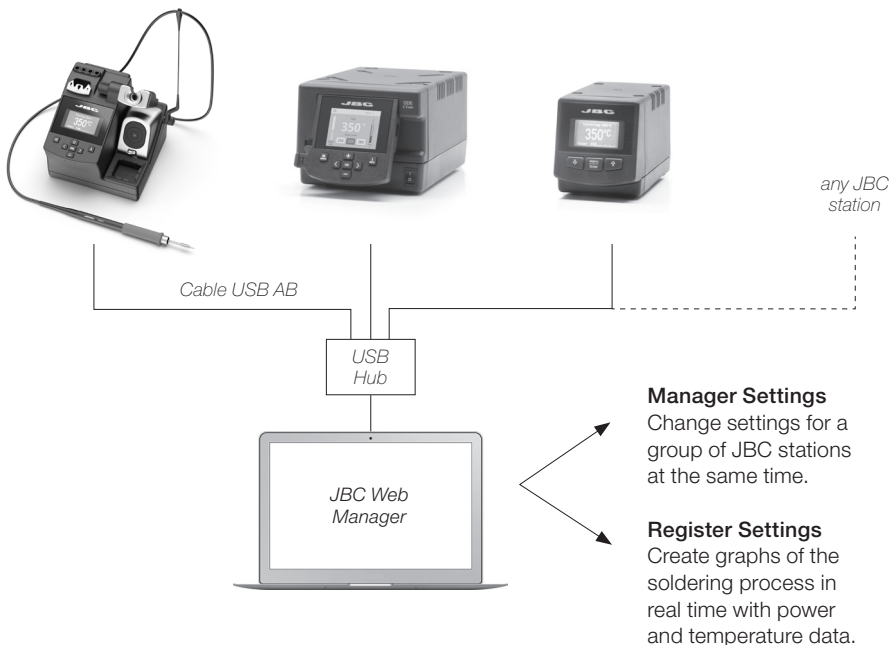 JBC
350°C
JBC
350°
JBC
350°C
any JBC
station
Cable USB AB
USB
Hub
JBC Web
Manager
Manager Settings
Change settings for a
group of JBC stations
at the same time.
Register Settings
Create graphs of the
soldering process in
real time with power
and temperature data.